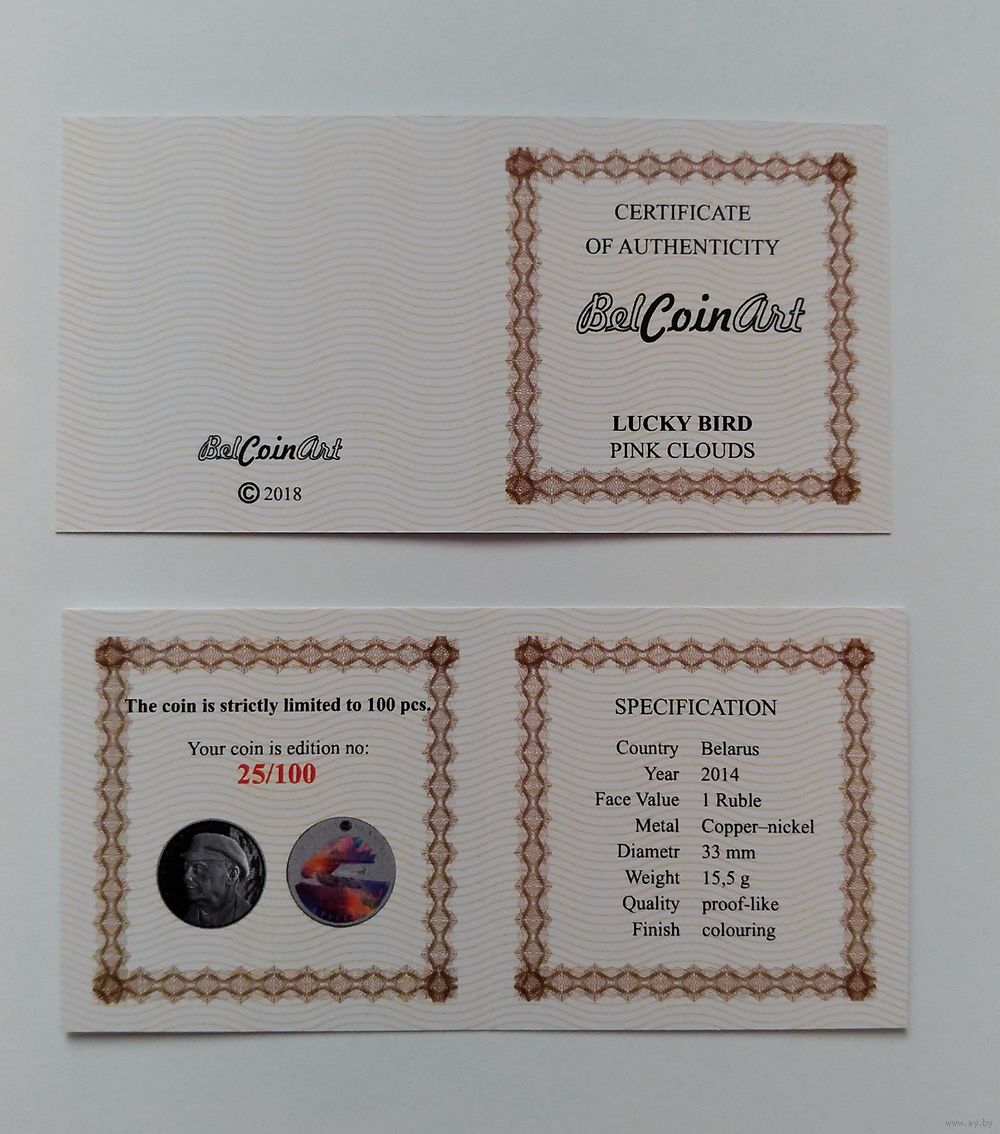 CERTIFICATE
OF AUTHENTICITY
BelCoinArt
LUCKY BIRD
PINK CLOUDS
BelCoinArt
© 2018
The coin is strictly limited to 100 pcs.
Your coin is edition no:
25/100
SPECIFICATION
Country Belarus
Year 2014
Face Value 1 Ruble
Metal Copper–nickel
Diametr 33 mm
Weight 15,5 g
Quality proof-like
Finish colouring
www.ay.by